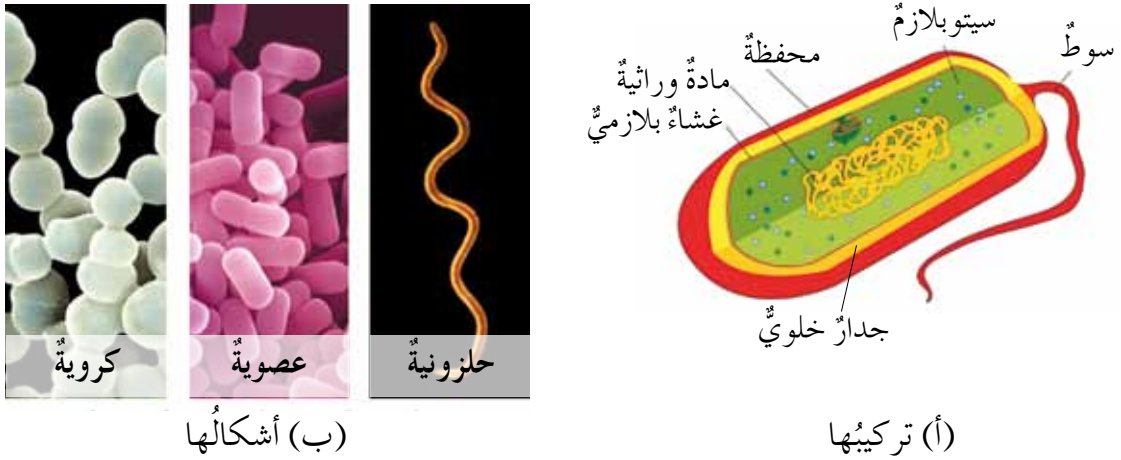 سيتوبلازمٌ
سوطٌ
محفظةٌ
مادةٌ وراثيةٌ
غشاءٌ بلازميٌّ
جدارٌ خلويٌّ
حلزونيةٌ
عصويةٌ
كرويةٌ
(أ) تركيبُها
(ب) أشكالُها